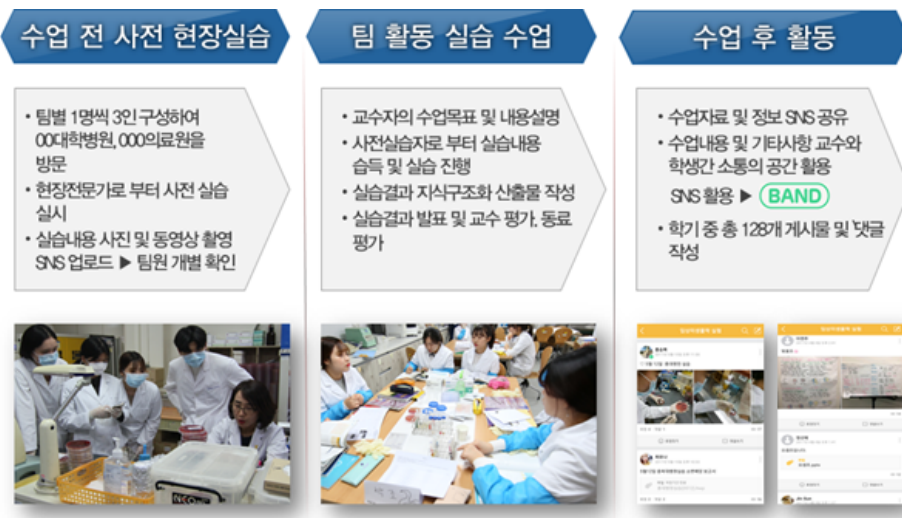 수업 전 사전 현장실습
• 팀별 1명씩 3인 구성하여
00대학병원, 000의료원을
방문
• 현장전문가로 부터 사전 실습
실시
• 실습내용 사진 및 동영상 촬영
SNS 업로드 ▶ 팀원 개별 확인
팀 활동 실습 수업
• 교수자의 수업목표 및 내용설명
• 사전실습자로 부터 실습내용
습득 및 실습 진행
• 실습결과 지식구조화 산출물 작성
• 실습결과 발표 및 교수 평가, 동료
평가
수업 후 활동
• 수업자료 및 정보 SNS 공유
• 수업내용 및 기타사항 교수와
학생간 소통의 공간 활용
SNS 활용 ▶ BAND
• 학기 중 총 128개 게시물 및 댓글
작성